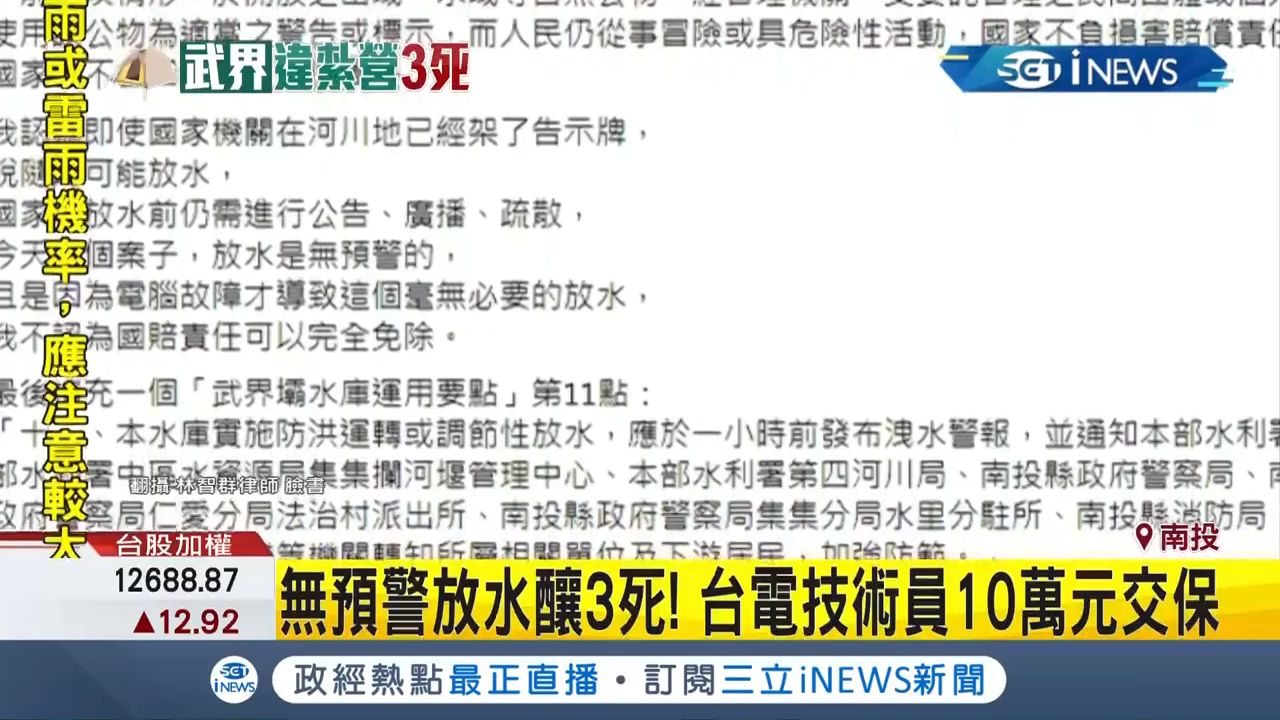 使用 公物為適當之警告或標示，而人民仍從事冒險或具危險性活動，國家不負損害賠償責任
武界違紮營3死
SET iNEWS
即使國家機關在河川地已經架了告示牌，
可能放水，
國家 放水前仍需進行公告、廣播、疏散，
今天 個案子，放水是無預警的，
且是因為電腦故障才導致這個毫無必要的放水，
我不認為國賠責任可以完全免除。
最後 充一個「武界壩水庫運用要點」第11點：
「十 、本水庫實施防洪運轉或調節性放水，應於一小時前發布洩水警報，並通知本部水利署
部水 署中區水資源局集集攔河堰管理中心、本部水利署第四河川局、南投縣政府警察局、南
政府 察局仁愛分局法治村派出所、南投縣政府警察局集集分局水里分駐所、南投縣消防局
等機關轉知所屬相關單位及下游居民，加強防範。
翻攝 林智群律師 臉書
雨或雷雨機率，應注意較大
南投
台股加權
12688.87
▲12.92
無預警放水釀3死! 台電技術員10萬元交保
SET iNEWS
政經熱點最正直播・訂閱三立iNEWS新聞